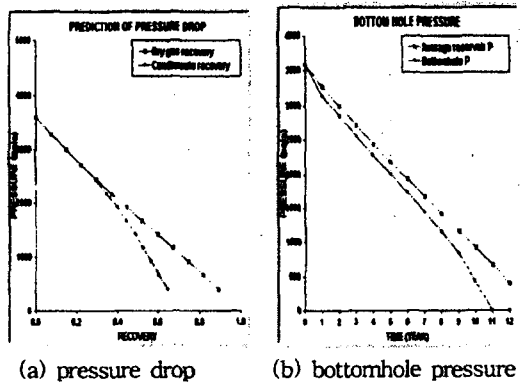 PREDICTION OF PRESSURE DROP
Dry gas recovery
Condensate recovery
PRESSURE
5000
4000
3000
2000
1000
0
0.0 0.2 0.4 0.6 0.8 1.0
RECOVERY
BOTTOM HOLE PRESSURE
Average reservoir P
Bottomhole P
PRESSURE
4000
3500
3000
2500
2000
1500
1000
500
0
0 1 2 3 4 5 6 7 8 9 10 11 12
TIME (YEAR)
(a) pressure drop
(b) bottomhole pressure